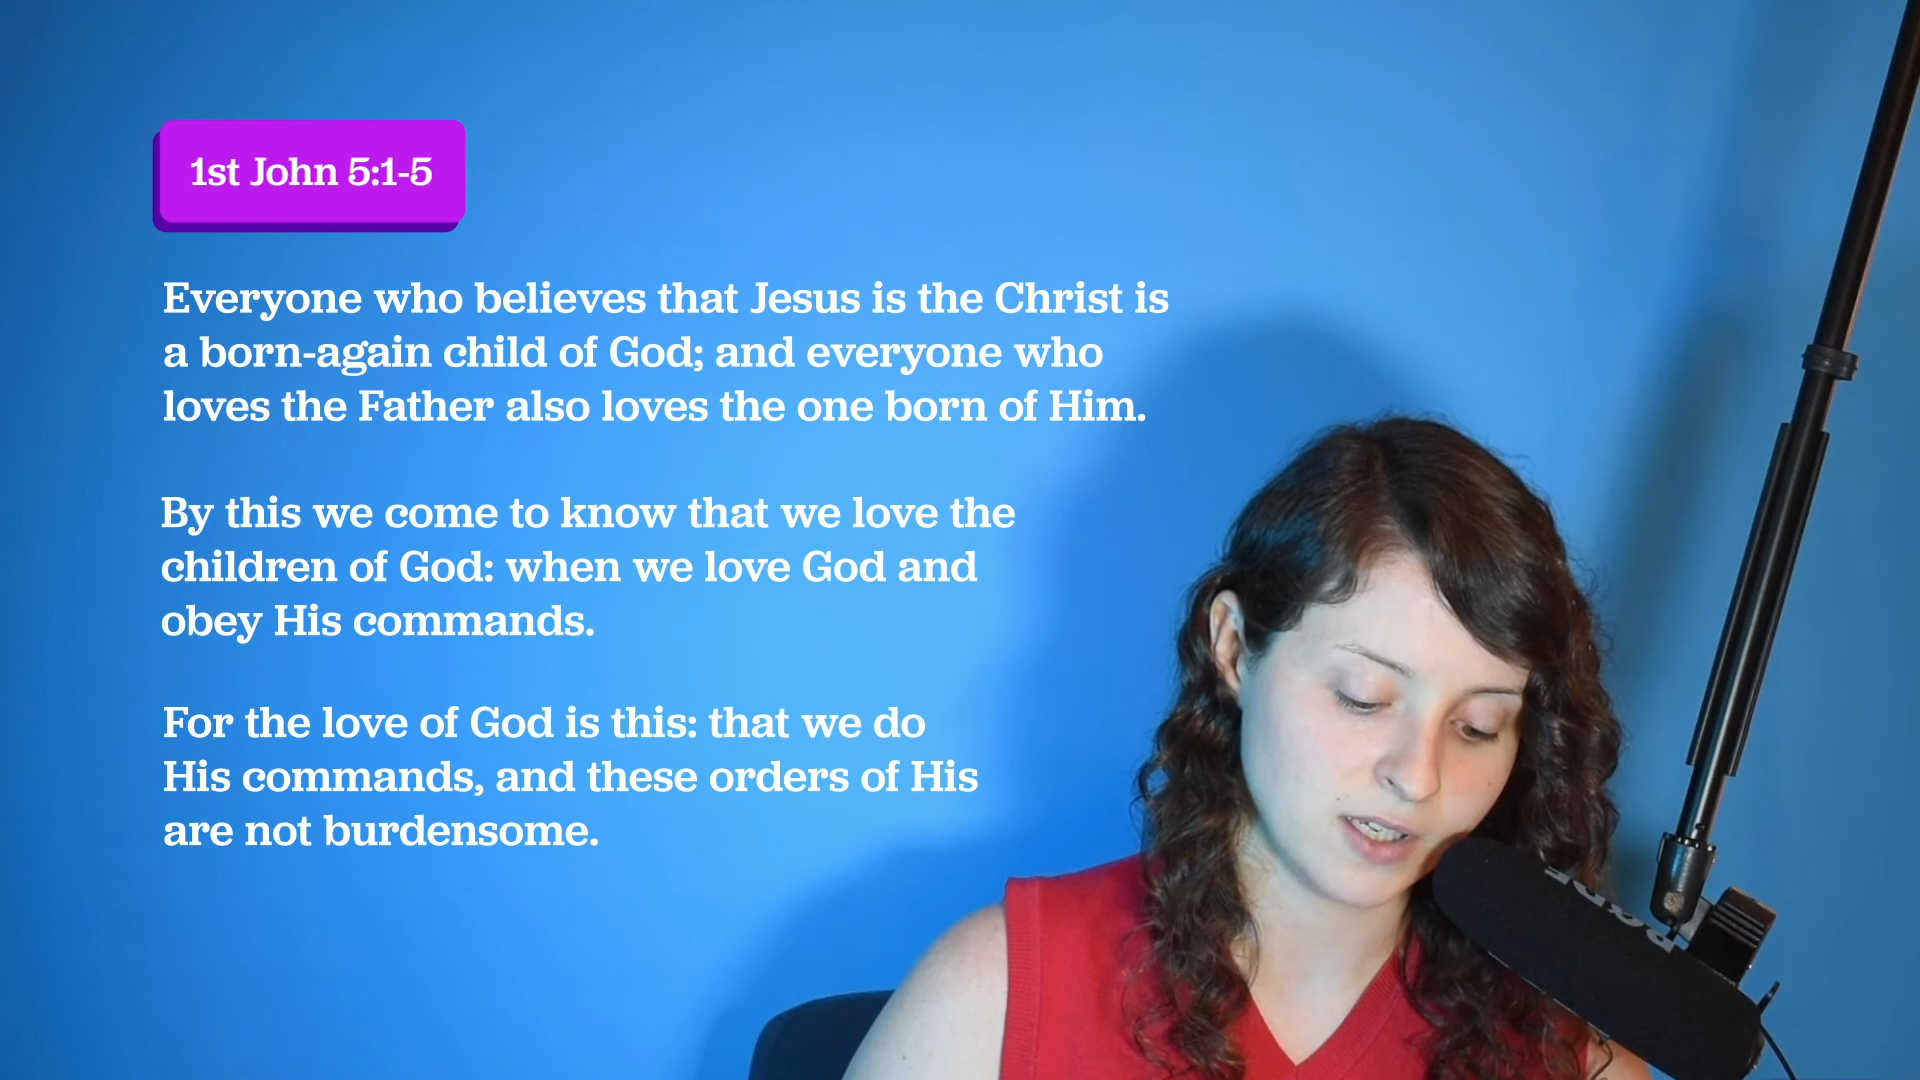 1st John 5:1-5
Everyone who believes that Jesus is the Christ is
a born-again child of God; and everyone who
loves the Father also loves the one born of Him.
By this we come to know that we love the
children of God: when we love God and
obey His commands.
For the love of God is this: that we do
His commands, and these orders of His
are not burdensome.
RØDE